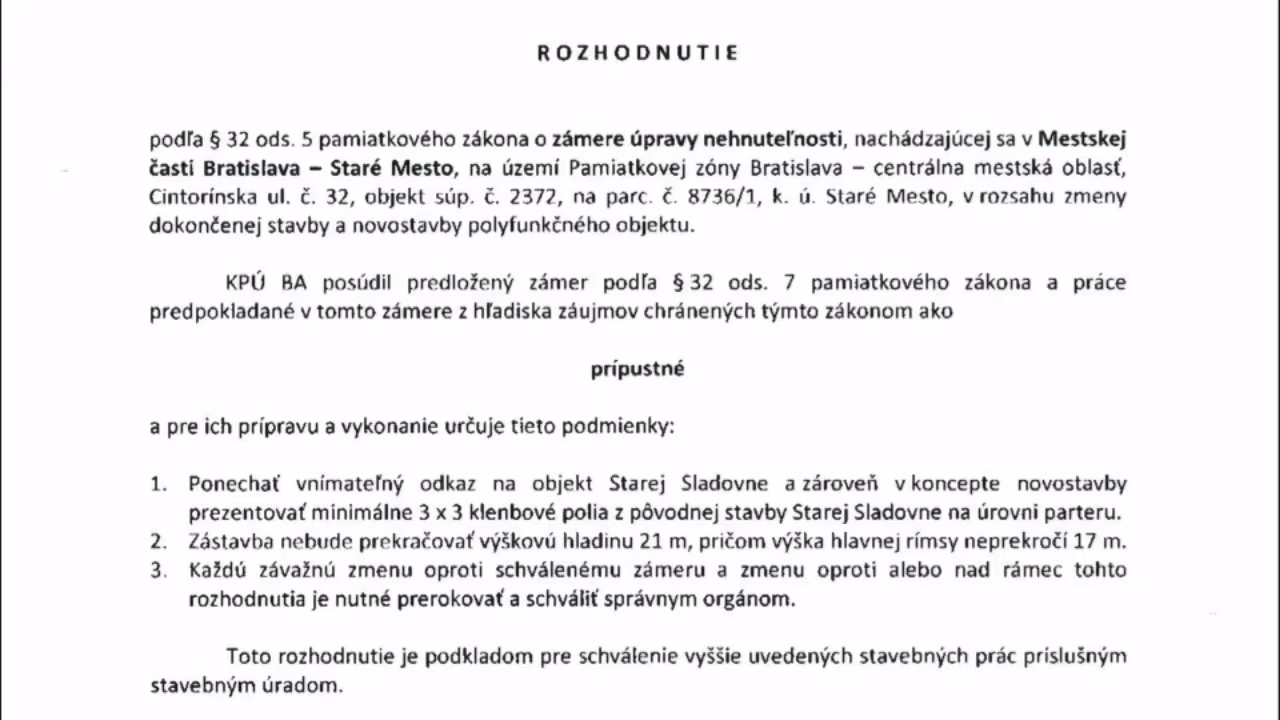 ROZHODNUTIE
podľa § 32 ods. 5 pamiatkového zákona o zámere úpravy nehnuteľnosti, nachádzajúcej sa v Mestskej
časti Bratislava – Staré Mesto, na území Pamiatkovej zóny Bratislava – centrálna mestská oblasť,
Cintorínska ul. č. 32, objekt súp. č. 2372, na parc. č. 8736/1, k. ú. Staré Mesto, v rozsahu zmeny
dokončenej stavby a novostavby polyfunkčného objektu.
KPÚ BA posúdil predložený zámer podľa § 32 ods. 7 pamiatkového zákona a práce
predpokladané v tomto zámere z hľadiska záujmov chránených týmto zákonom ako
prípustné
a pre ich prípravu a vykonanie určuje tieto podmienky:
1. Ponechať vnímateľný odkaz na objekt Starej Sladovne a zároveň v koncepte novostavby
prezentovať minimálne 3 x 3 klenbové polia z pôvodnej stavby Starej Sladovne na úrovni parteru.
2. Zástavba nebude prekračovať výškovú hladinu 21 m, pričom výška hlavnej rímsy neprekročí 17 m.
3. Každú závažnú zmenu oproti schválenému zámeru a zmenu oproti alebo nad rámec tohto
rozhodnutia je nutné prerokovať a schváliť správnym orgánom.
Toto rozhodnutie je podkladom pre schválenie vyššie uvedených stavebných prác príslušným
stavebným úradom.